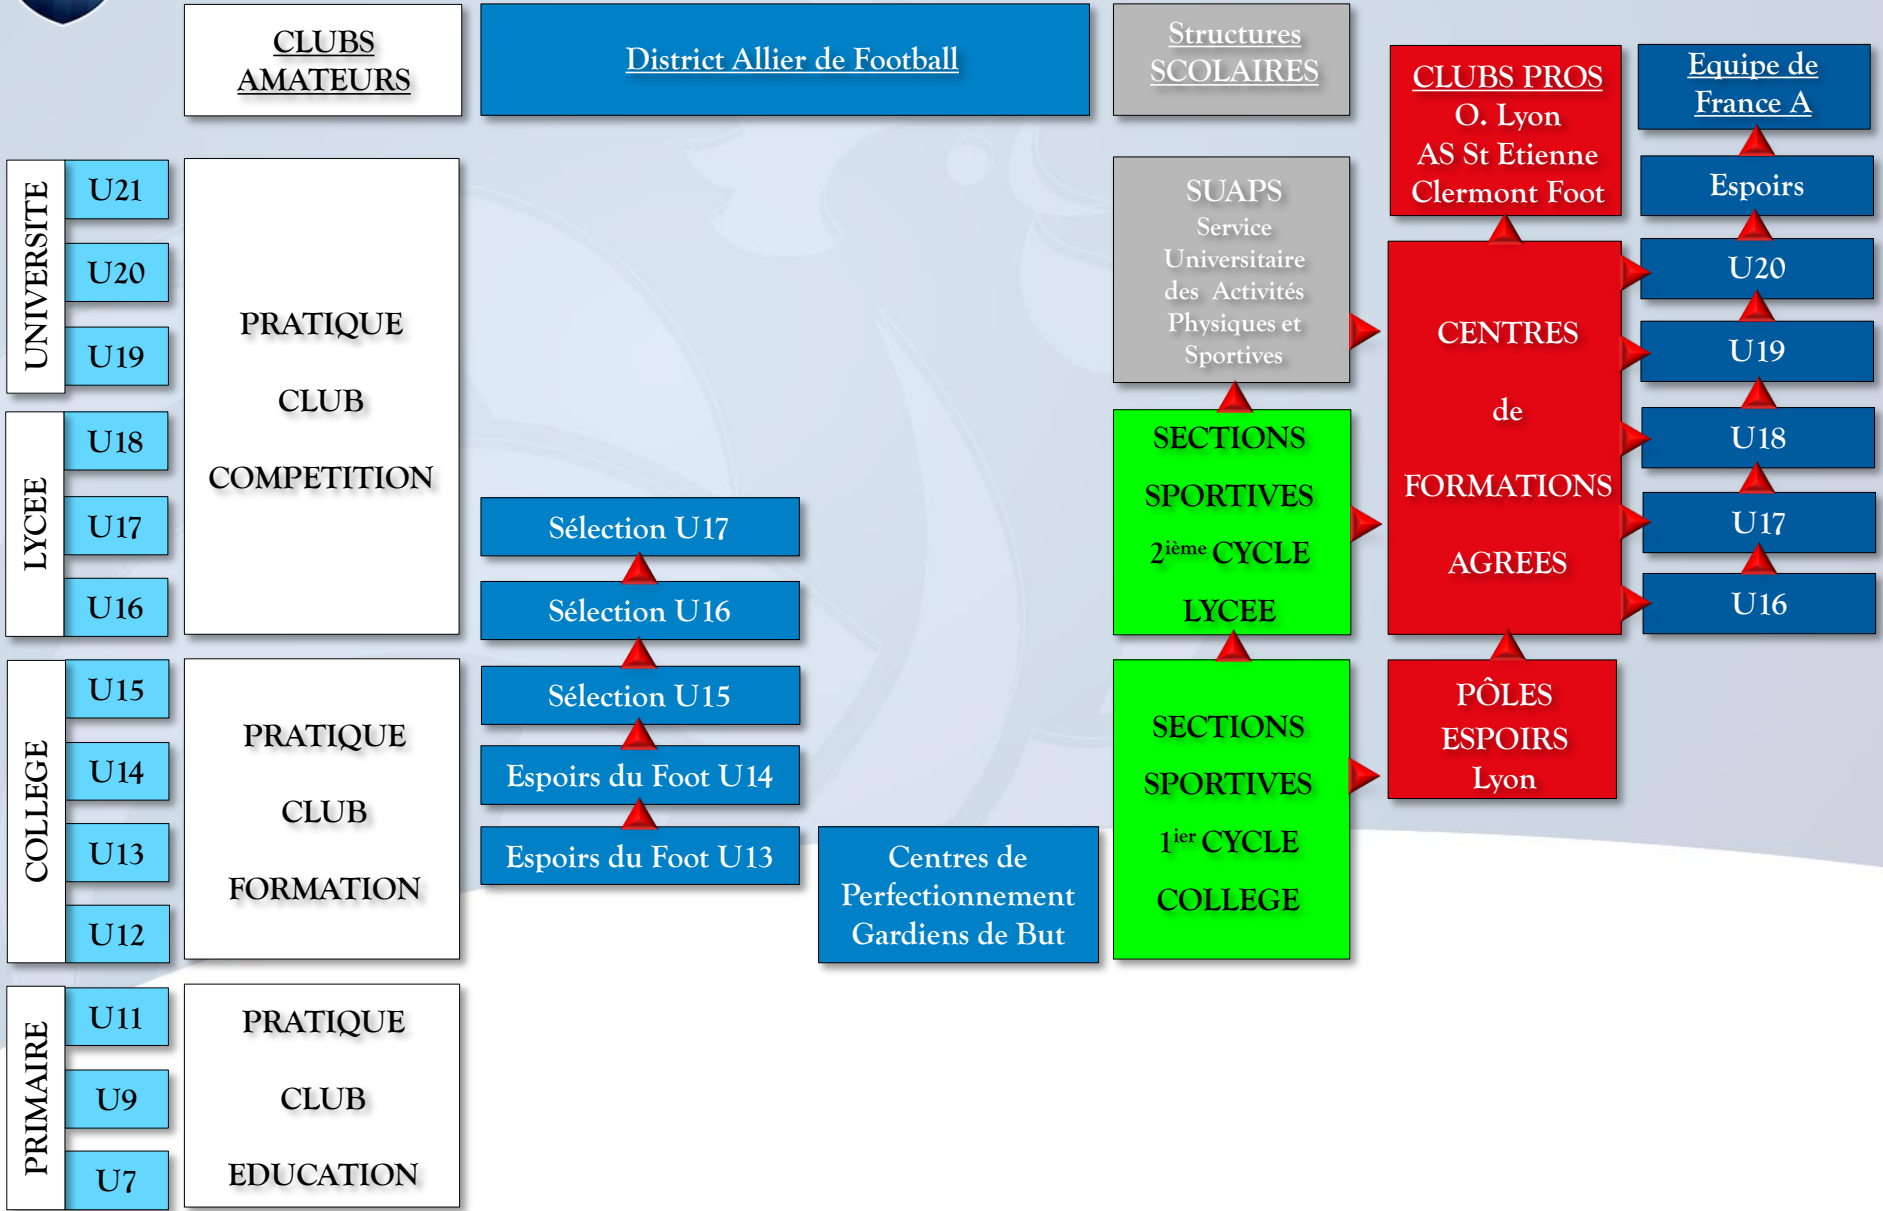 CLUBS
AMATEURS
District Allier de Football
Structures
SCOLAIRES
CLUBS PROS
O. Lyon
AS St Etienne
Clermont Foot
Equipe de
France A
UNIVERSITE
U21
U20
U19
LYCEE
U18
U17
U16
COLLEGE
U15
U14
U13
U12
PRIMAIRE
U11
U9
U7
PRATIQUE
CLUB
COMPETITION
PRATIQUE
CLUB
FORMATION
PRATIQUE
CLUB
EDUCATION
Sélection U17
Sélection U16
Sélection U15
Espoirs du Foot U14
Espoirs du Foot U13
Centres de
Perfectionnement
Gardiens de But
SUAPS
Service
Universitaire
des Activités
Physiques et
Sportives
SECTIONS
SPORTIVES
2ième CYCLE
LYCEE
SECTIONS
SPORTIVES
1ier CYCLE
COLLEGE
CENTRES
de
FORMATIONS
AGREES
PÔLES
ESPOIRS
Lyon
Espoirs
U20
U19
U18
U17
U16